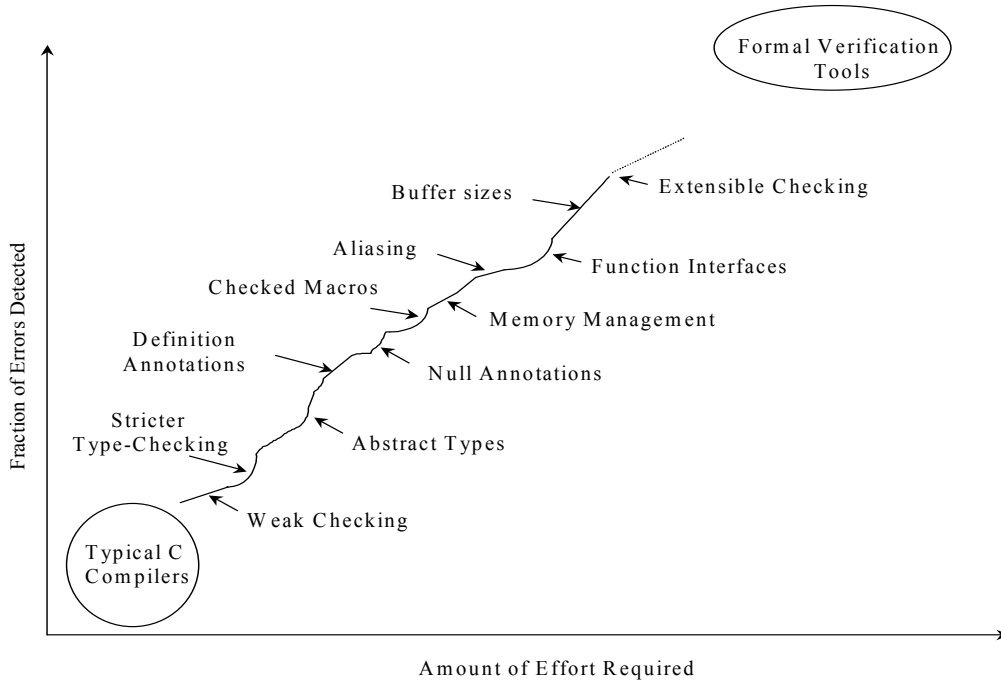 Formal Verification
Tools
Buffer sizes
Extensible Checking
Aliasing
Function Interfaces
Checked Macros
Memory Management
Definition
Annotations
Null Annotations
Stricter
Type-Checking
Abstract Types
Weak Checking
Typical C
Compilers
Fraction of Errors Detected
Amount of Effort Required